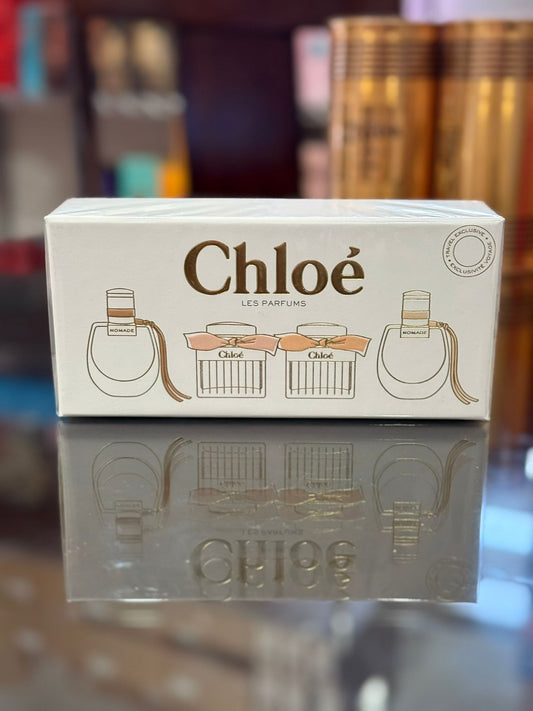 Chloé
LES PARFUMS
TRAVEL EXCLUSIVE •
EXCLUSIVITÉ VOYAGE •
NOMADE
Chloé
Chloé
NOMADE